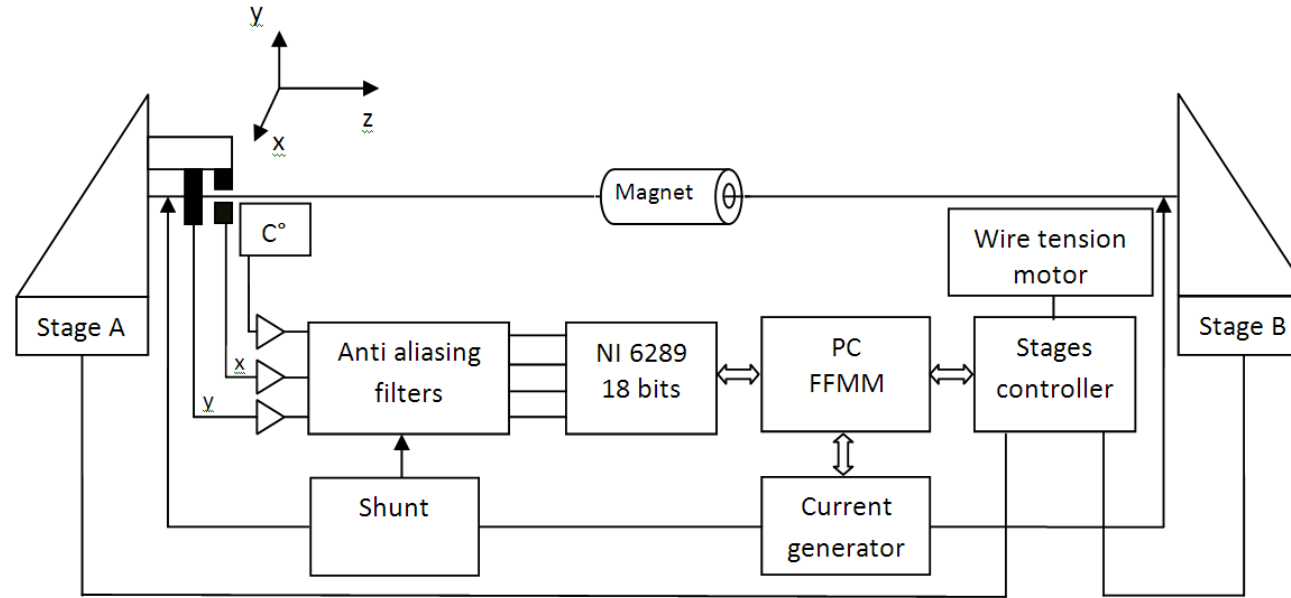 y
z
x
Magnet
C°
Wire tension
motor
Stage A
Stage B
Anti aliasing
filters
NI 6289
18 bits
PC
FFMM
Stages
controller
x
y
Shunt
Current
generator